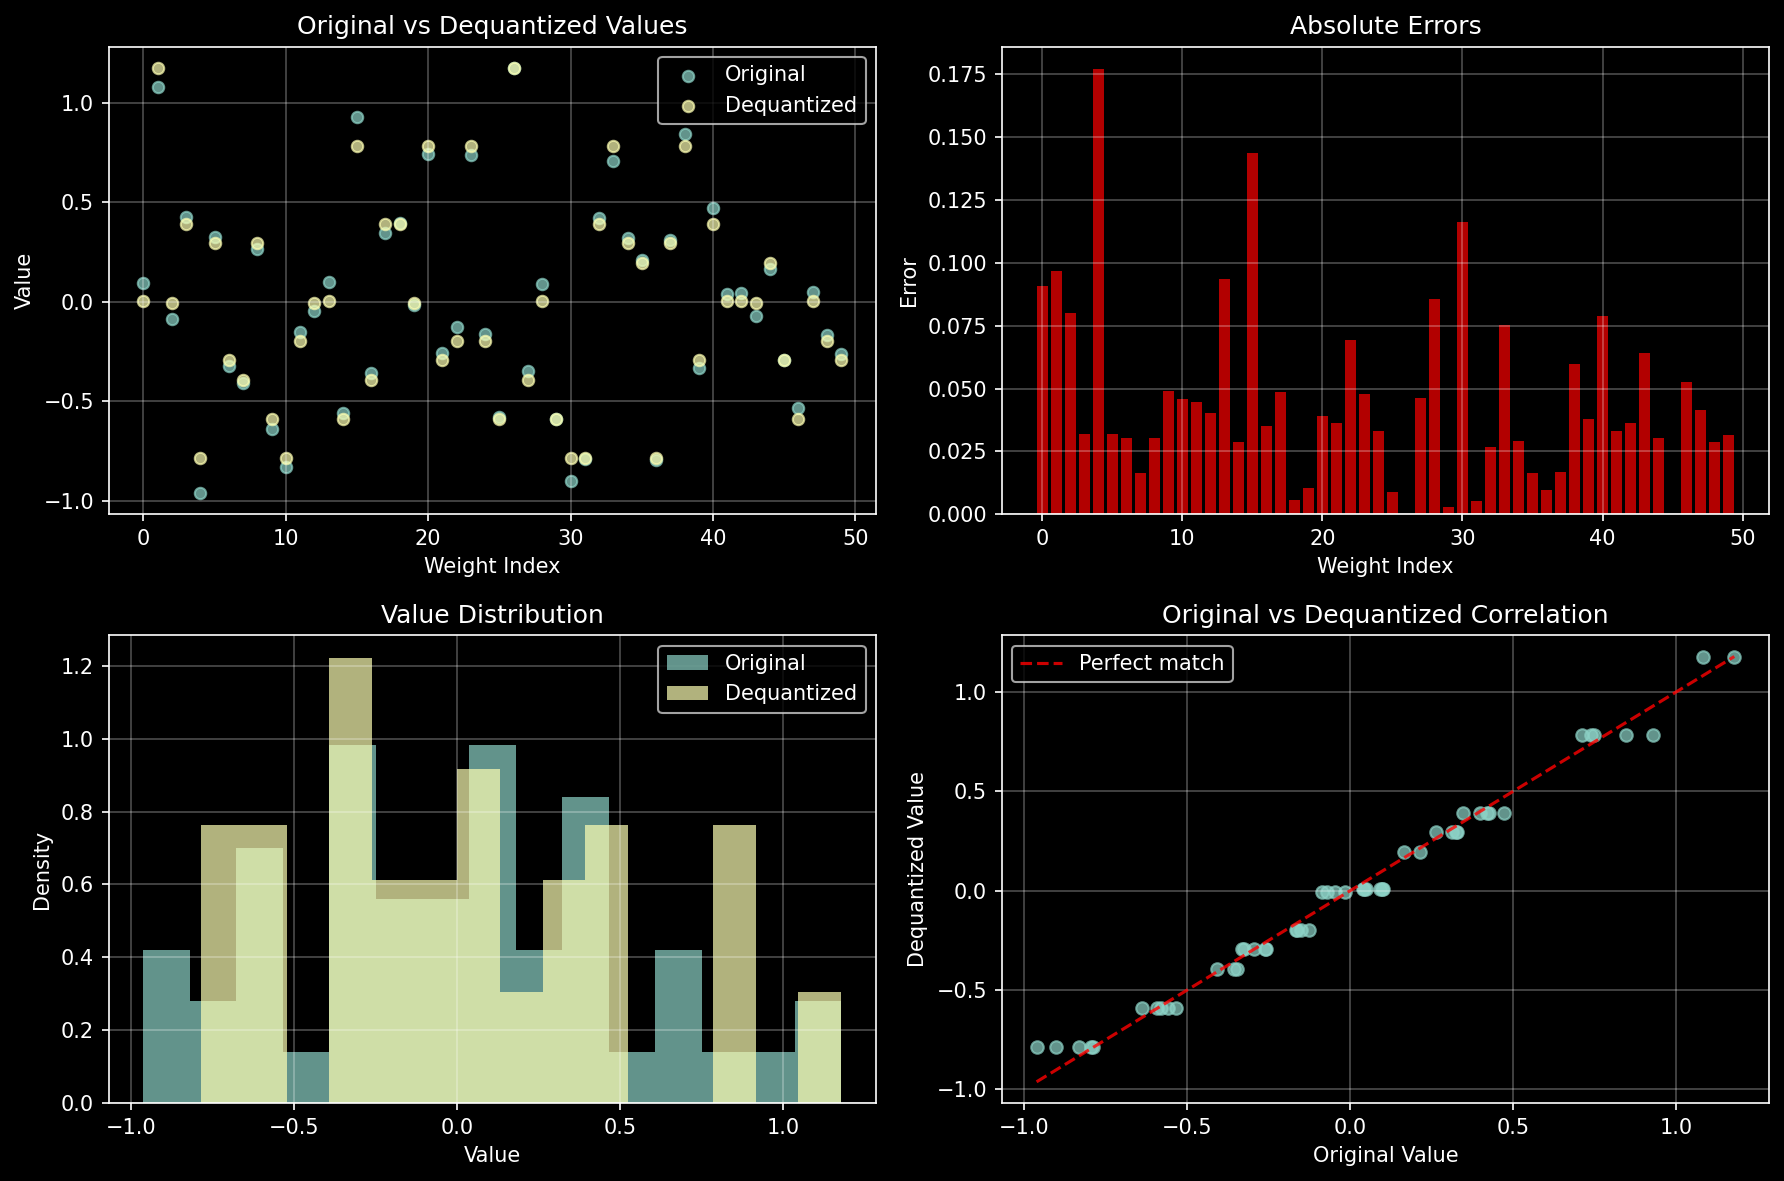 Original vs Dequantized Values
Original
Dequantized
1.0
0.5
0.0
−0.5
−1.0
Value
0 10 20 30 40 50
Weight Index
Absolute Errors
0.175
0.150
0.125
0.100
0.075
0.050
0.025
0.000
Error
0 10 20 30 40 50
Weight Index
Value Distribution
Original
Dequantized
1.2
1.0
0.8
0.6
0.4
0.2
0.0
Density
−1.0 −0.5 0.0 0.5 1.0
Value
Original vs Dequantized Correlation
Perfect match
1.0
0.5
0.0
−0.5
−1.0
Dequantized Value
−1.0 −0.5 0.0 0.5 1.0
Original Value